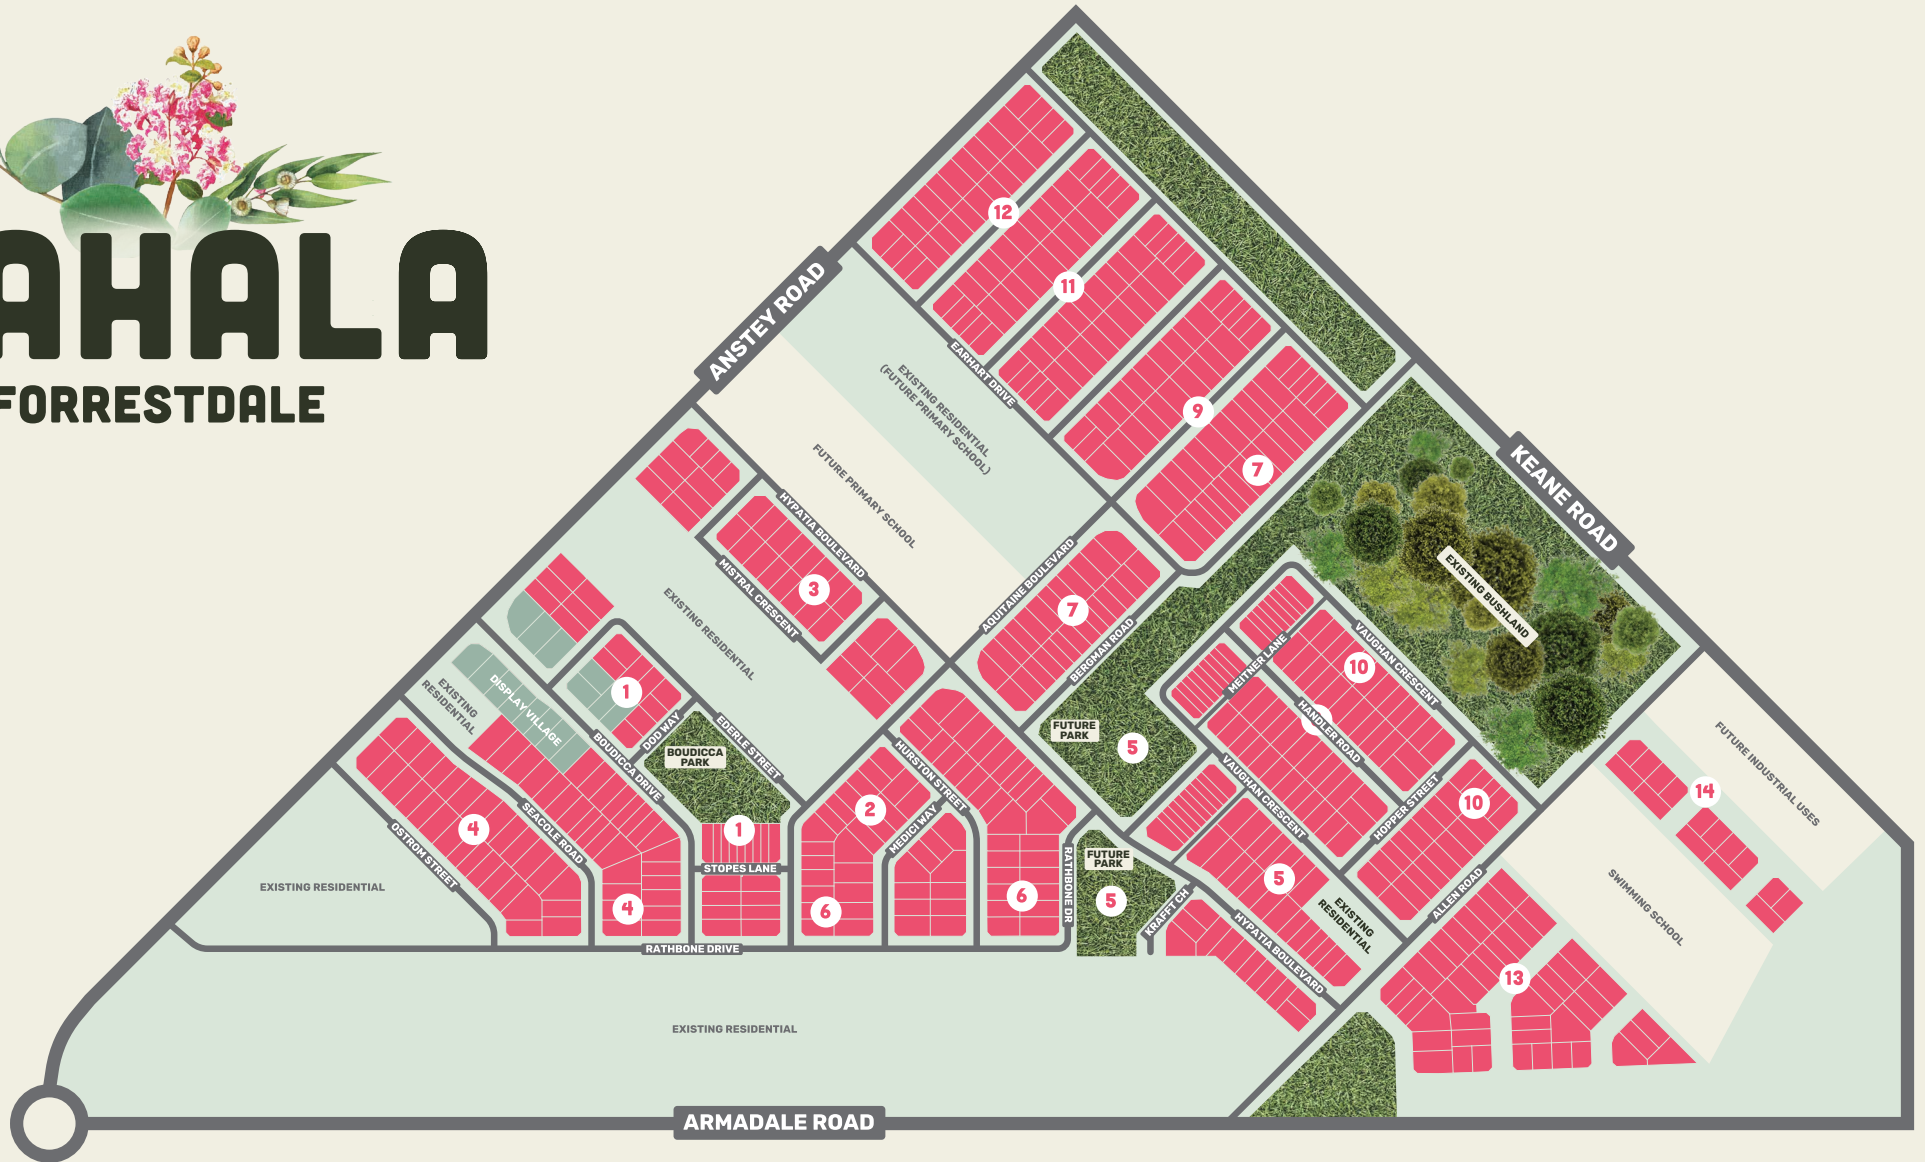 AHALA
FORRESTDALE
ANSTEY ROAD
KEANE ROAD
ARMADALE ROAD
12
11
9
7
EARHART DRIVE
EXISTING RESIDENTIAL
(FUTURE PRIMARY SCHOOL)
FUTURE PRIMARY SCHOOL
HYPATIA BOULEVARD
MISTRAL CRESCENT
3
EXISTING RESIDENTIAL
AQUITAINE BOULEVARD
7
BERGMAN ROAD
EXISTING BUSHLAND
VAUGHAN CRESCENT
MEITNER LANE
10
HANDLER ROAD
FUTURE
PARK
5
VAUGHAN CRESCENT
HOPPER STREET
10
EXISTING
RESIDENTIAL
DISPLAY VILLAGE
1
DOD WAY
EDERLE STREET
BOUDICCA DRIVE
BOUDICCA
PARK
1
STOPES LANE
4
SEACOLE ROAD
OSTROM STREET
4
EXISTING RESIDENTIAL
2
HURSTON STREET
MEDICI WAY
6
6
RATHBONE DR
RATHBONE DRIVE
FUTURE
PARK
5
KRAFFT CH
5
EXISTING
RESIDENTIAL
HYPATIA BOULEVARD
ALLEN ROAD
13
14
FUTURE INDUSTRIAL USES
SWIMMING SCHOOL
EXISTING RESIDENTIAL